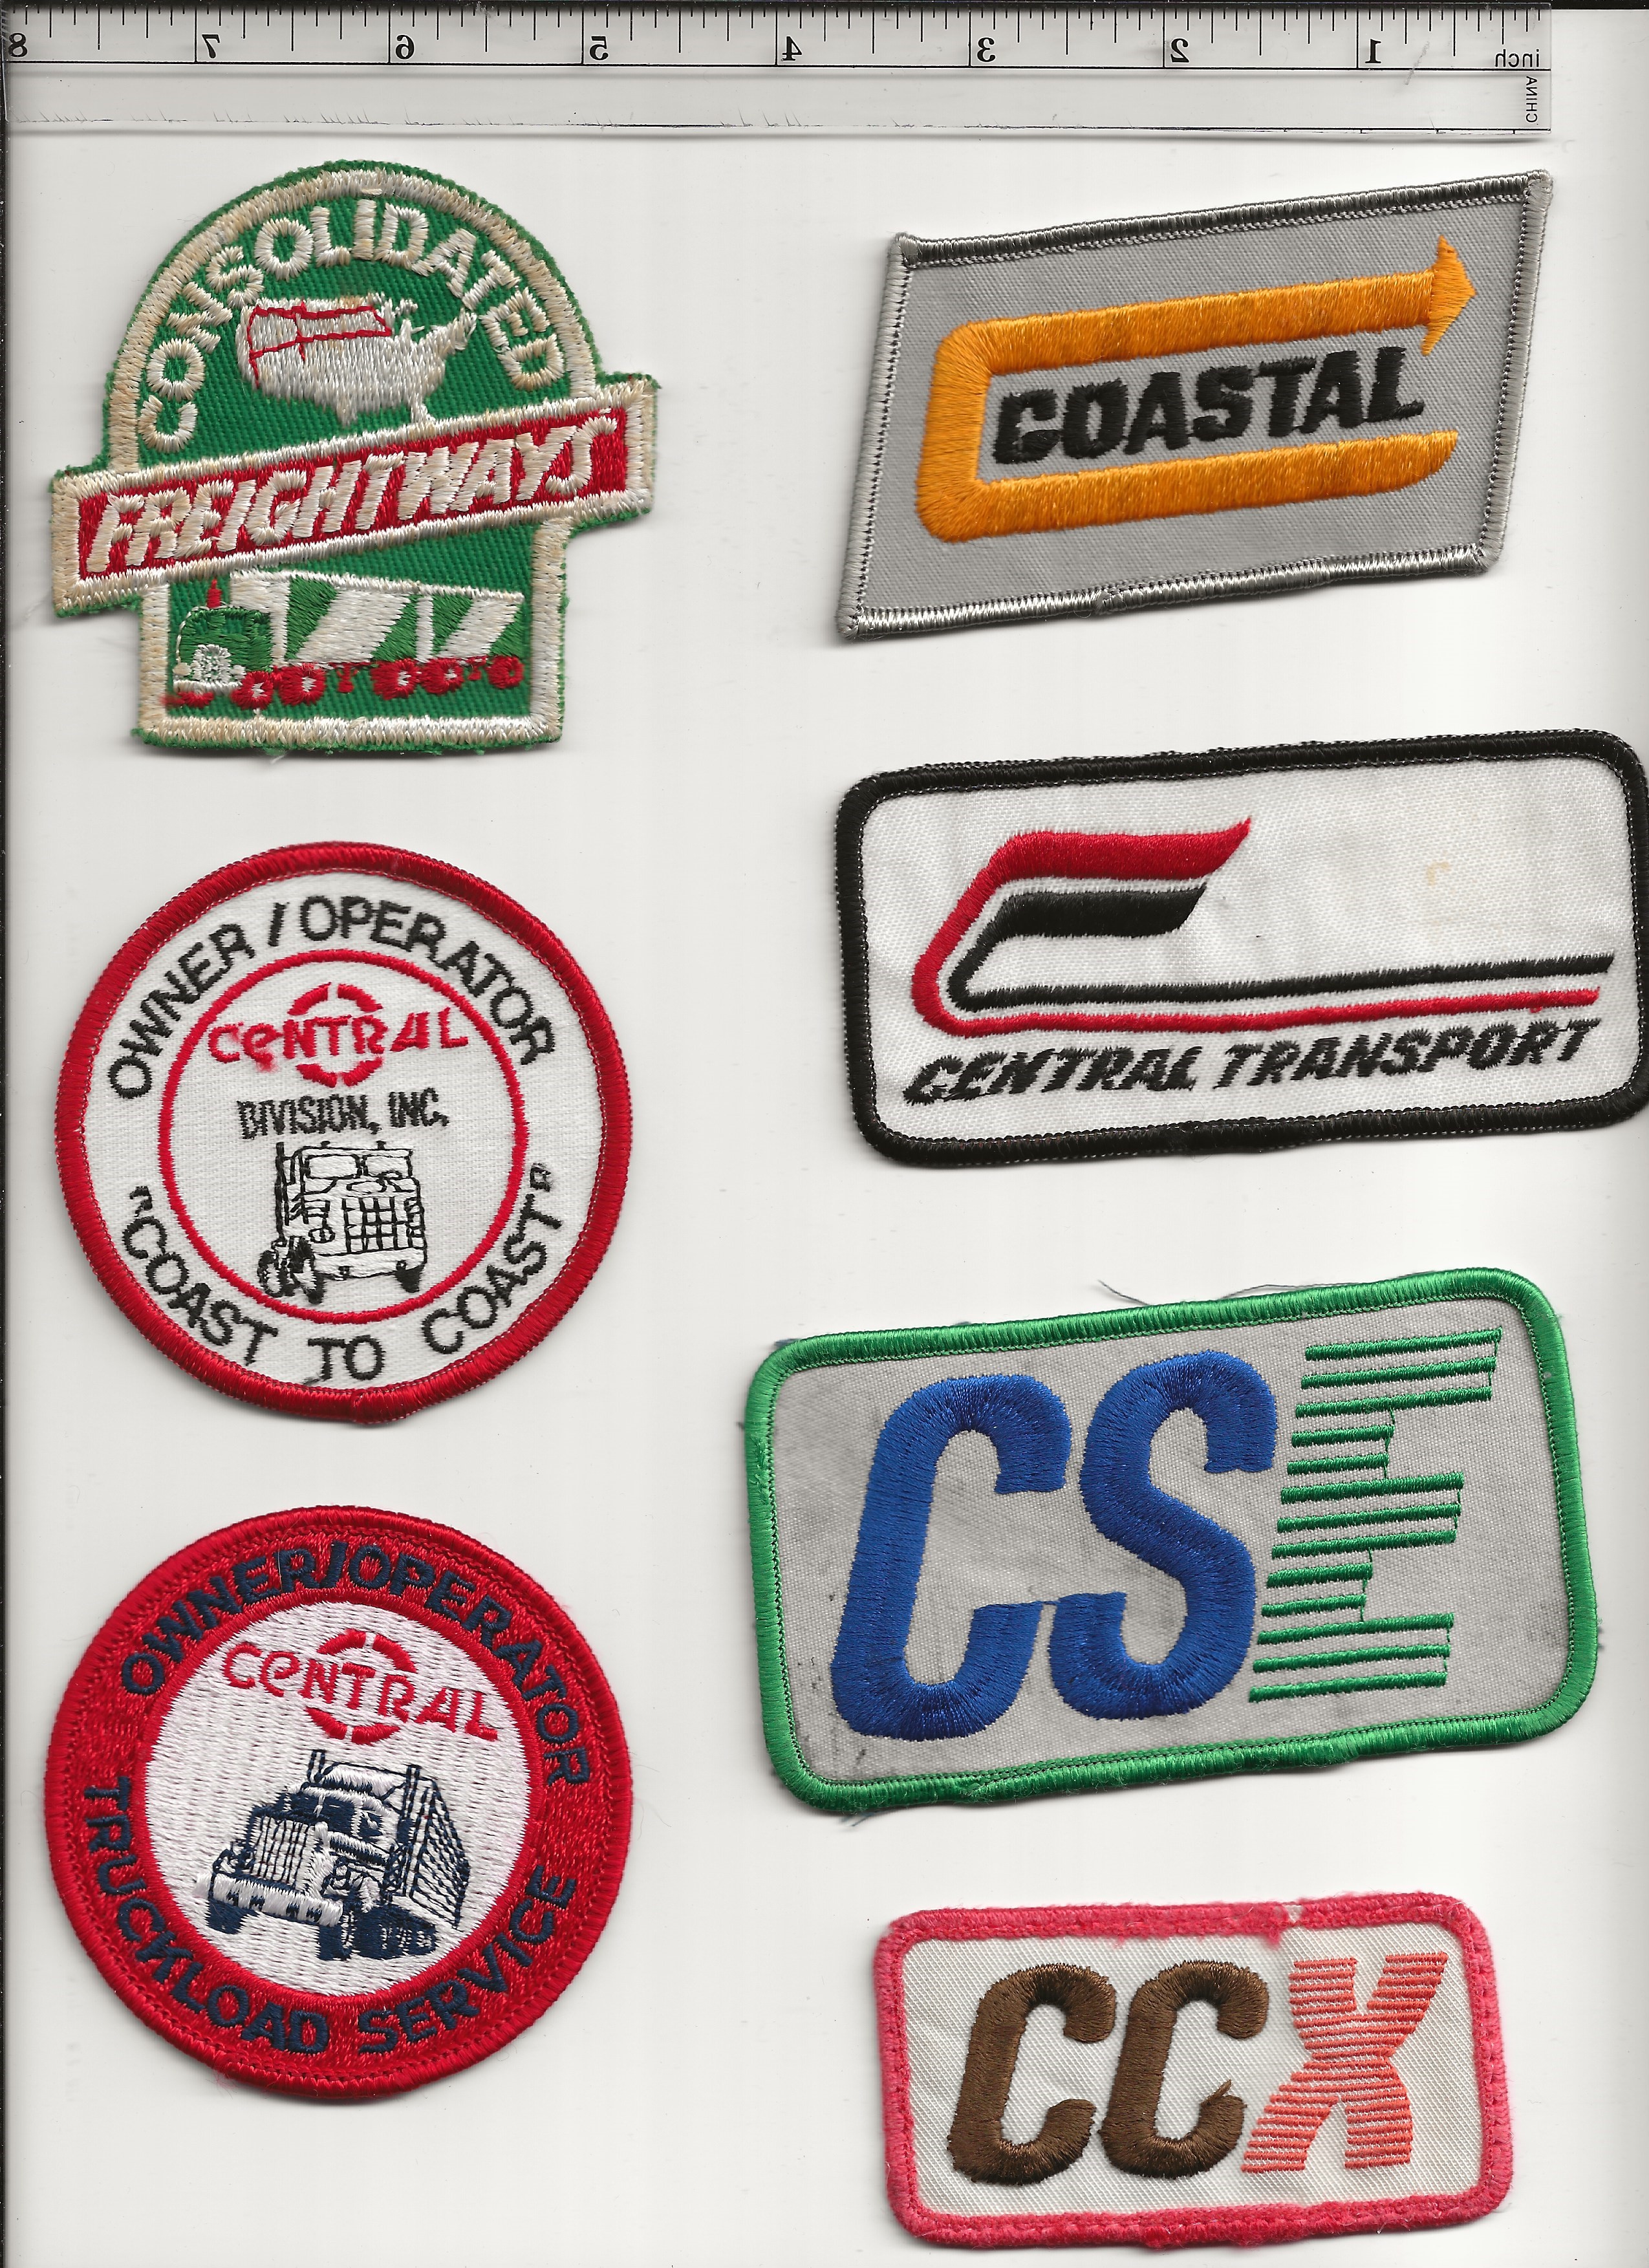 8 7 6 5 4 3 2 1 inch
CHINA
CONSOLIDATED
FREIGHTWAYS
COASTAL
OWNER / OPERATOR
CENTRAL
DIVISION, INC.
"COAST TO COAST"
CENTRAL TRANSPORT
CSE
OWNER/OPERATOR
CENTRAL
TRUCKLOAD SERVICE
CCX